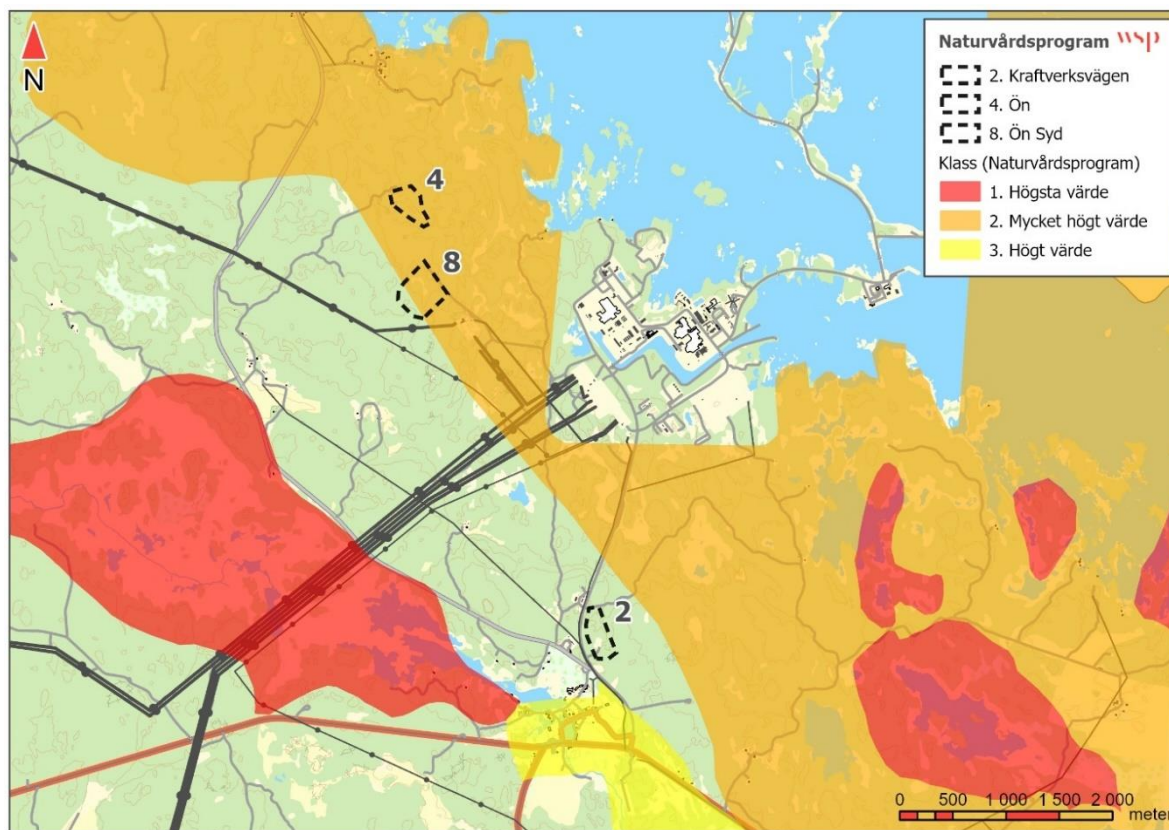 N
Naturvårdsprogram wsp
2. Kraftverksvägen
4. Ön
8. Ön Syd
Klass (Naturvårdsprogram)
1. Högsta värde
2. Mycket högt värde
3. Högt värde
4
8
2
0 500 1 000 1 500 2 000
meter